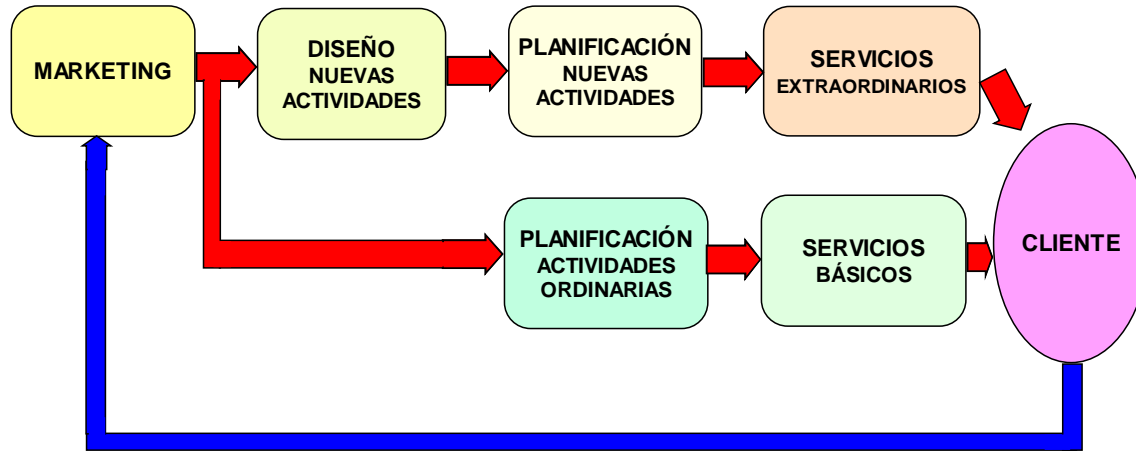 MARKETING
DISEÑO
NUEVAS
ACTIVIDADES
PLANIFICACIÓN
NUEVAS
ACTIVIDADES
SERVICIOS
EXTRAORDINARIOS
PLANIFICACIÓN
ACTIVIDADES
ORDINARIAS
SERVICIOS
BÁSICOS
CLIENTE